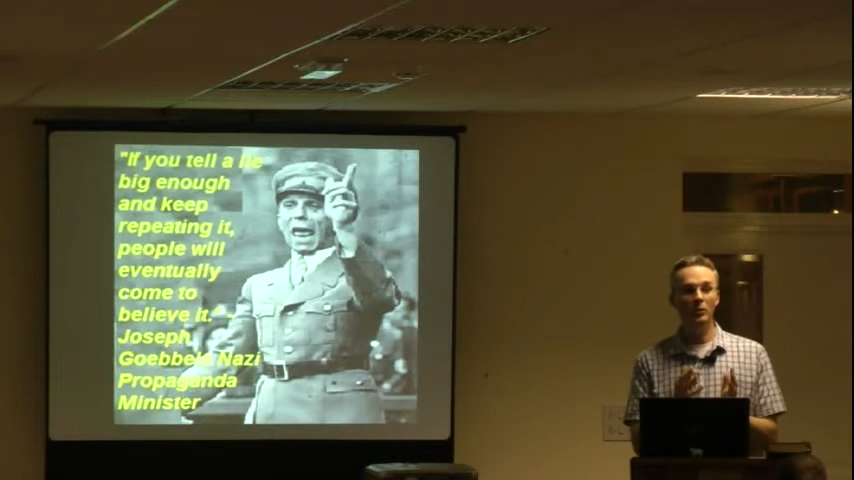 "If you tell a lie
big enough
and keep
repeating it,
people will
eventually
come to
believe it." -
Joseph
Goebbels Nazi
Propaganda
Minister